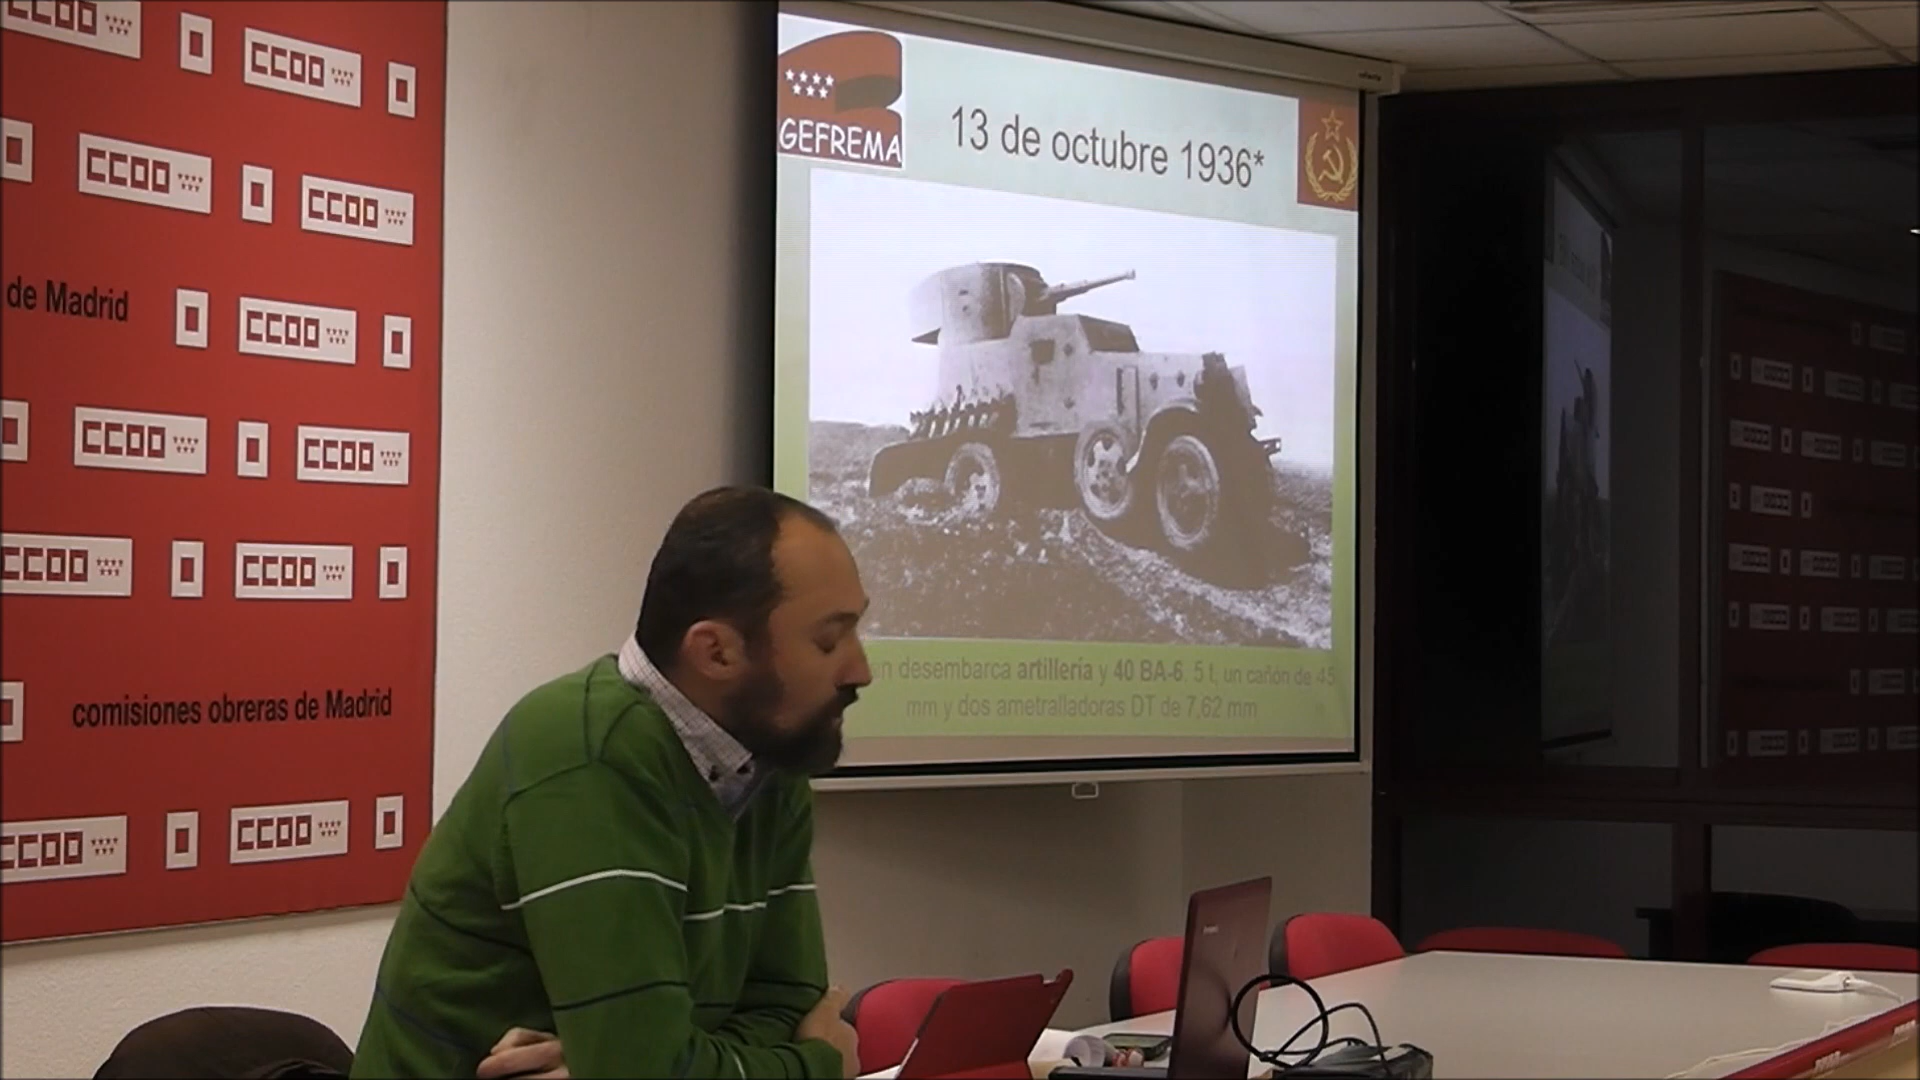 CCOO
CCOO
CCOO
CCOO
de Madrid
CCOO
CCOO
CCOO
CCOO
CCOO
comisiones obreras de Madrid
CCOO
CCOO
GEFREMA
13 de octubre 1936*
en desembarca artillería y 40 BA-6. 5 t, un cañón de 45
mm y dos ametralladoras DT de 7,62 mm